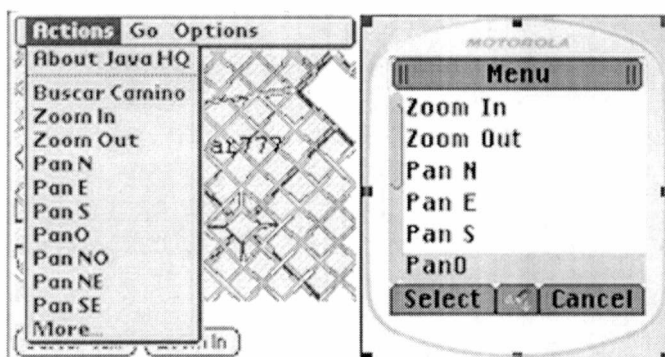 Actions Go Options
About Java HQ
Buscar Camino
Zoom In
Zoom Out
Pan N
Pan E
Pan S
PanO
Pan NO
Pan NE
Pan SE
More...
In)
MOTOROLA
Menu
Zoom In
Zoom Out
Pan N
Pan E
Pan S
PanO
Select Cancel